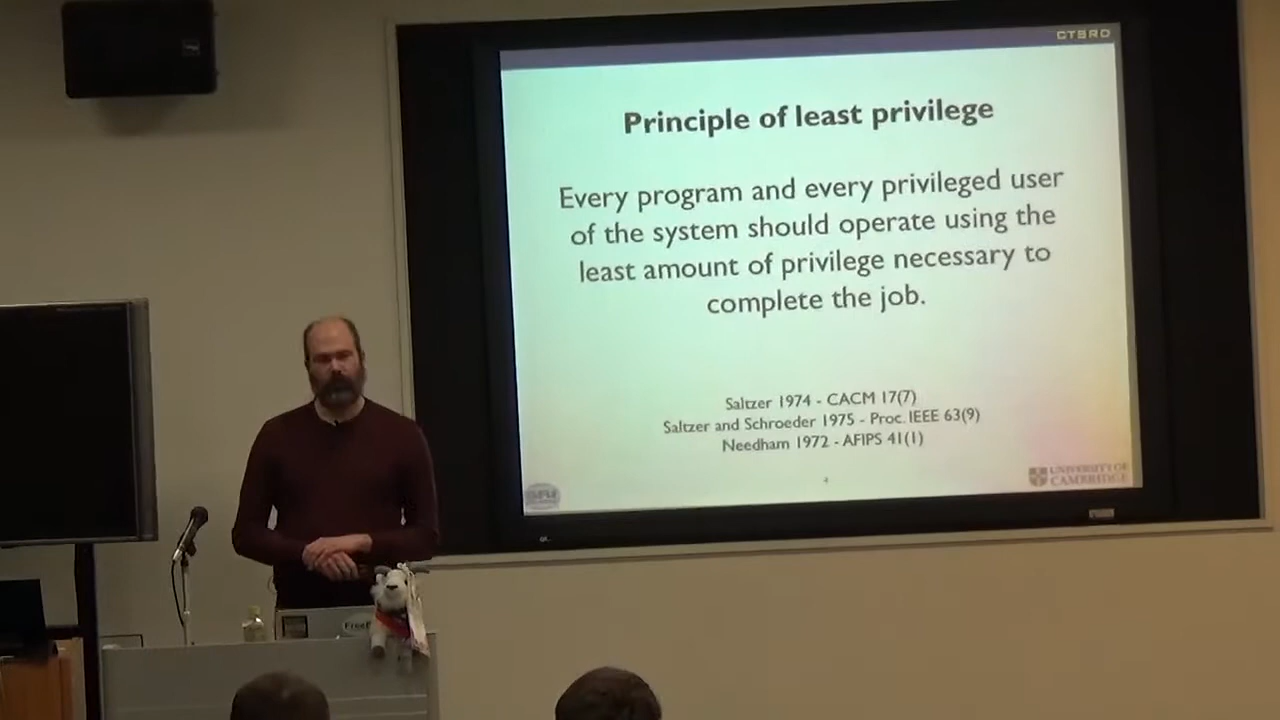 CTSRD
Principle of least privilege
Every program and every privileged user
of the system should operate using the
least amount of privilege necessary to
complete the job.
Saltzer 1974 - CACM 17(7)
Saltzer and Schroeder 1975 - Proc. IEEE 63(9)
Needham 1972 - AFIPS 41(1)
4
UNIVERSITY OF
CAMBRIDGE